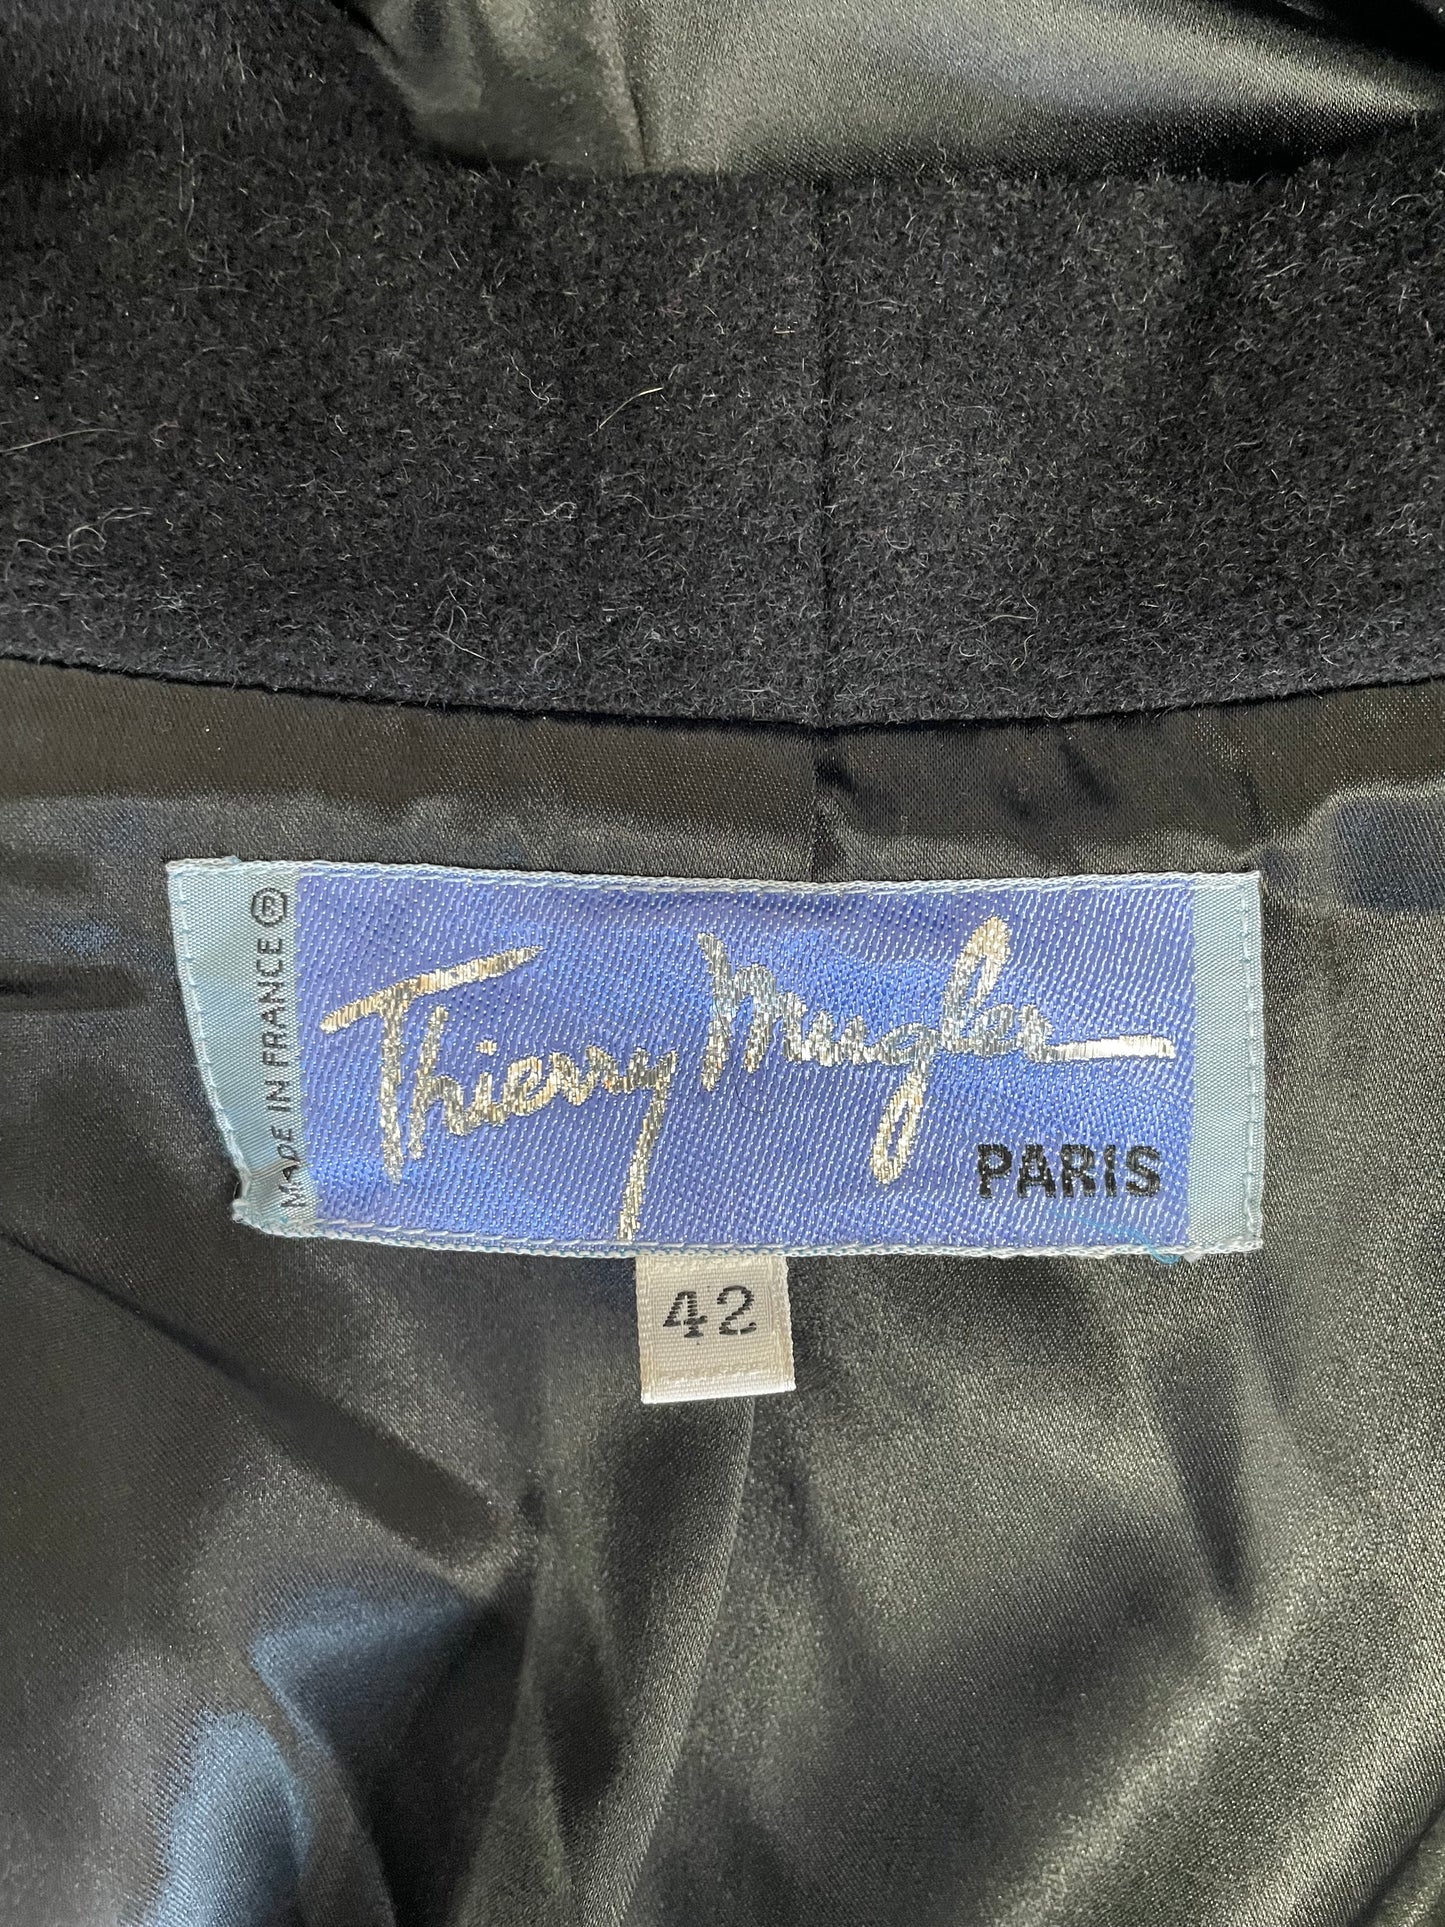 MADE IN FRANCE ®
Thierry Mugler
PARIS
42